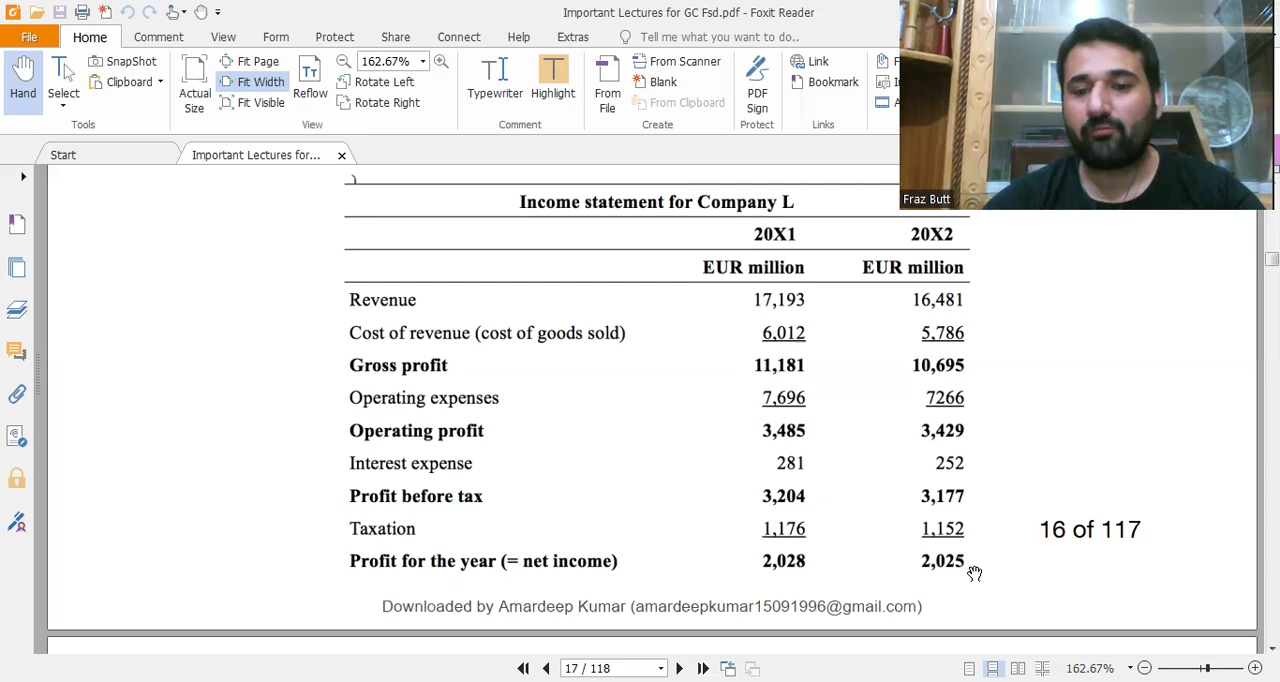 Important Lectures for GC Fsd.pdf - Foxit Reader
File Home Comment View Form Protect Share Connect Help Extras Tell me what you want to do..
Hand
Select
SnapShot
Clipboard
Actual Size
Fit Page
Fit Width
Fit Visible
Reflow
162.67%
Rotate Left
Rotate Right
Typewriter
Highlight
From File
From Scanner
Blank
From Clipboard
PDF Sign
Link
Bookmark
Tools View Comment Create Protect Links
Start Important Lectures for...
Fraz Butt
Income statement for Company L
20X1 20X2
EUR million EUR million
Revenue 17,193 16,481
Cost of revenue (cost of goods sold) 6,012 5,786
Gross profit 11,181 10,695
Operating expenses 7,696 7266
Operating profit 3,485 3,429
Interest expense 281 252
Profit before tax 3,204 3,177
Taxation 1,176 1,152
16 of 117
Profit for the year (= net income) 2,028 2,025
Downloaded by Amardeep Kumar (amardeepkumar15091996@gmail.com)
17 / 118
162.67%